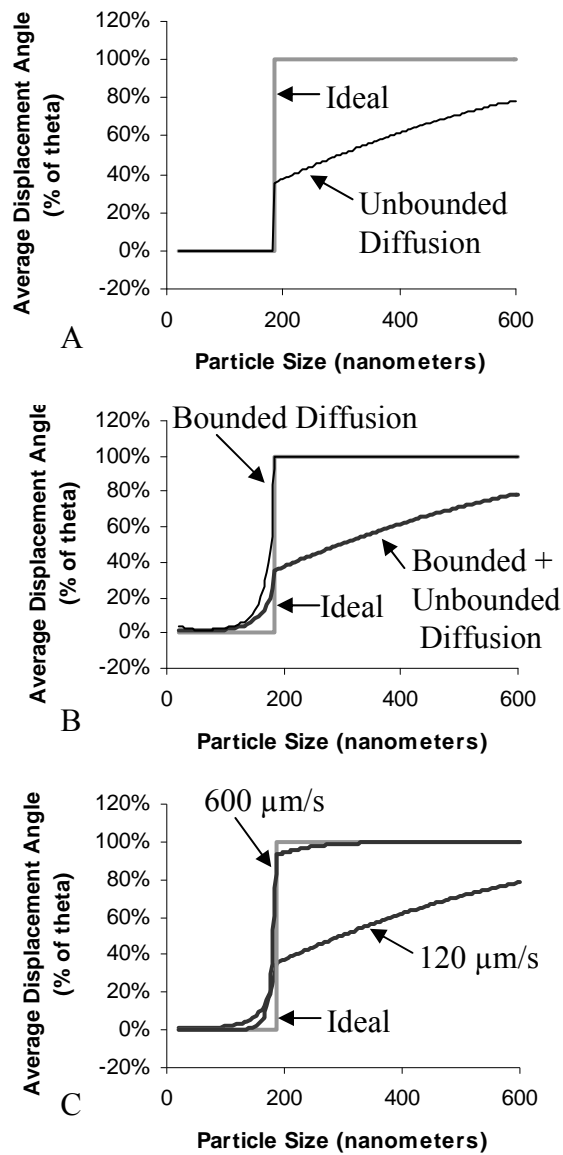 120%
100%
80%
60%
40%
20%
0%
-20%
Average Displacement Angle
(% of theta)
Ideal
Unbounded
Diffusion
0
200
400
600
Particle Size (nanometers)
A
120%
100%
80%
60%
40%
20%
0%
-20%
Average Displacement Angle
(% of theta)
Bounded Diffusion
Bounded +
Unbounded
Diffusion
Ideal
0
200
400
600
Particle Size (nanometers)
B
120%
100%
80%
60%
40%
20%
0%
-20%
Average Displacement Angle
(% of theta)
600 µm/s
120 µm/s
Ideal
0
200
400
600
Particle Size (nanometers)
C